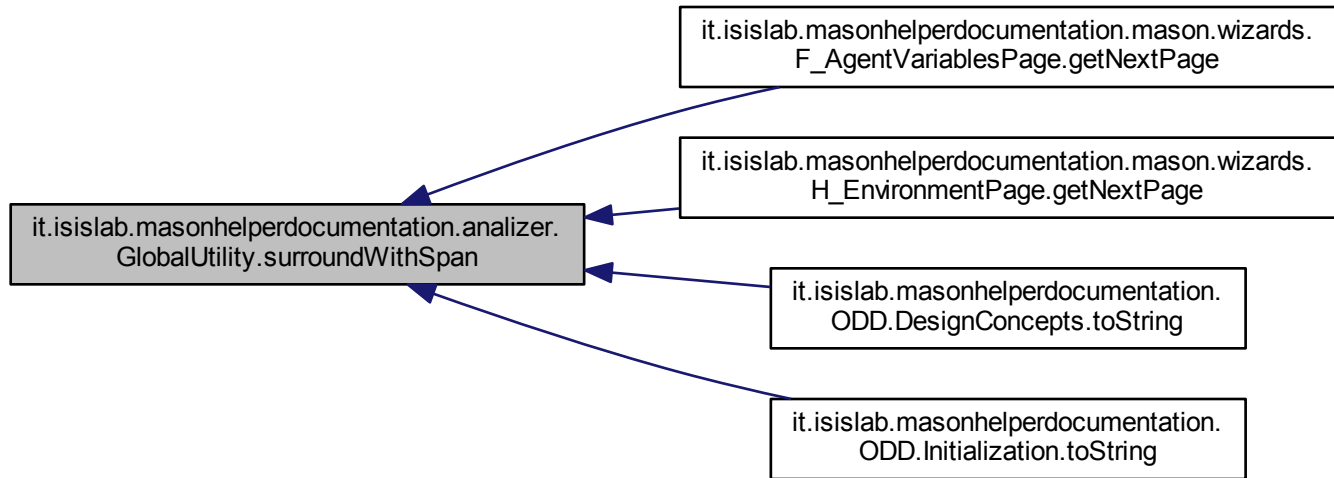 it.isislab.masonhelperdocumentation.mason.wizards.
F_AgentVariablesPage.getNextPage
it.isislab.masonhelperdocumentation.mason.wizards.
H_EnvironmentPage.getNextPage
it.isislab.masonhelperdocumentation.analizer.
GlobalUtility.surroundWithSpan
it.isislab.masonhelperdocumentation.
ODD.DesignConcepts.toString
it.isislab.masonhelperdocumentation.
ODD.Initialization.toString